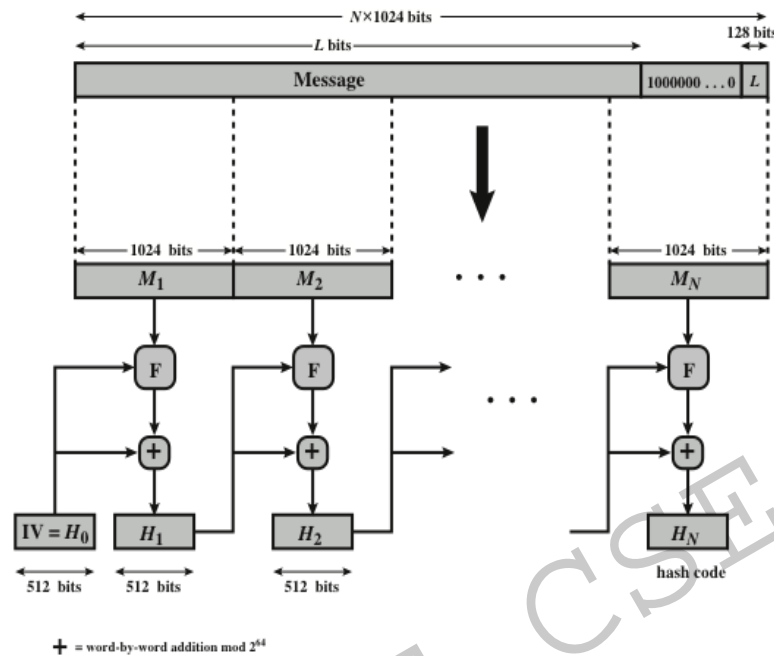 N×1024 bits
L bits 128 bits
Message 1000000 . . . 0 L
1024 bits 1024 bits 1024 bits
M1 M2 . . . MN
F F F
. . .
+ + +
IV = H0 H1 H2 HN
hash code
512 bits 512 bits 512 bits
+ = word-by-word addition mod 2^64
CSE